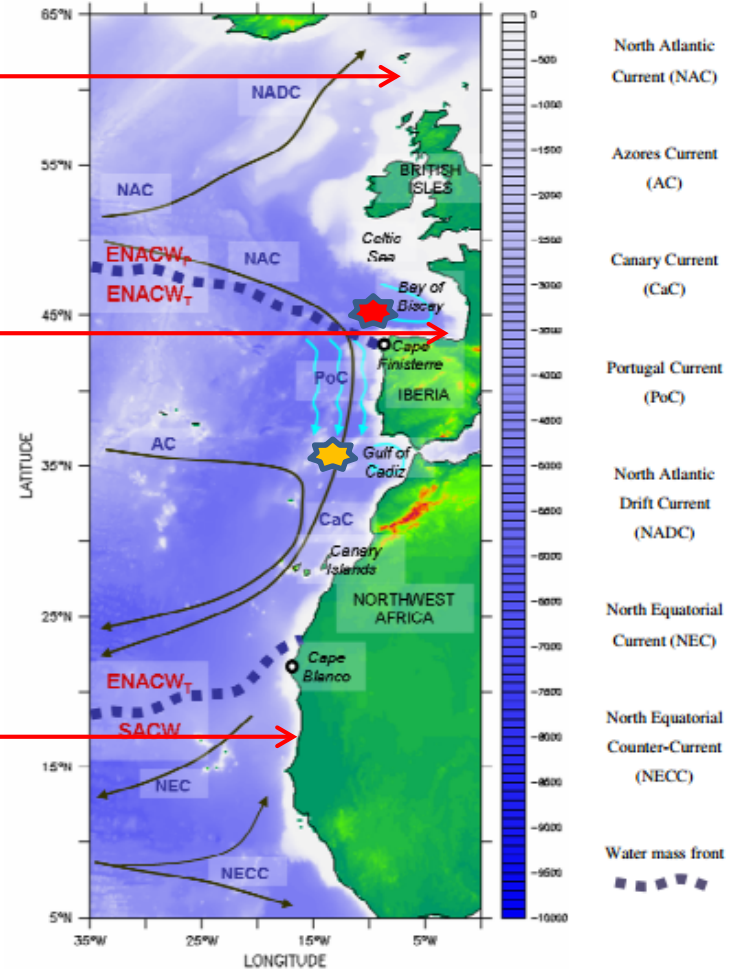 65°N
55°N
45°N
35°N
25°N
15°N
5°N
LATITUDE
35°W
25°W
15°W
5°W
LONGITUDE
NADC
NAC
BRITISH
ISLES
Celtic
Sea
ENACWP
NAC
ENACWT
Bay of
Biscay
Cape
Finisterre
PoC
IBERIA
AC
Gulf of
Cadiz
CaC
Canary
Islands
NORTHWEST
AFRICA
Cape
Blanco
ENACWT
SACW
NEC
NECC
0
-500
-1000
-1500
-2000
-2500
-3000
-3500
-4000
-4500
-5000
-5500
-6000
-6500
-7000
-7500
-8000
-8500
-9000
-9500
-10000
North Atlantic
Current (NAC)
Azores Current
(AC)
Canary Current
(CaC)
Portugal Current
(PoC)
North Atlantic
Drift Current
(NADC)
North Equatorial
Current (NEC)
North Equatorial
Counter-Current
(NECC)
Water mass front